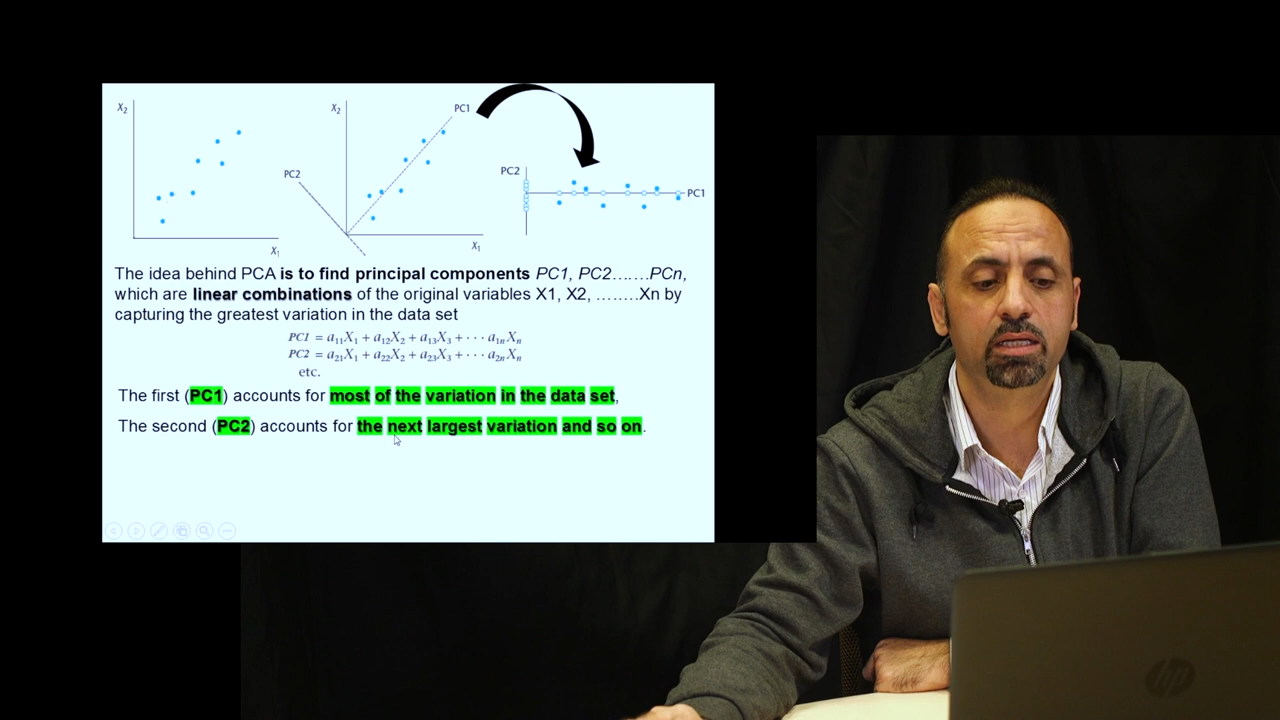 X2
X2
PC1
PC2
PC2
PC1
X1
X1
The idea behind PCA is to find principal components PC1, PC2…….PCn,
which are linear combinations of the original variables X1, X2, ……..Xn by
capturing the greatest variation in the data set
PC1 = a11X1 + a12X2 + a13X3 + ··· a1nXn
PC2 = a21X1 + a22X2 + a23X3 + ··· a2nXn
etc.
The first (PC1) accounts for most of the variation in the data set,
The second (PC2) accounts for the next largest variation and so on.
hp